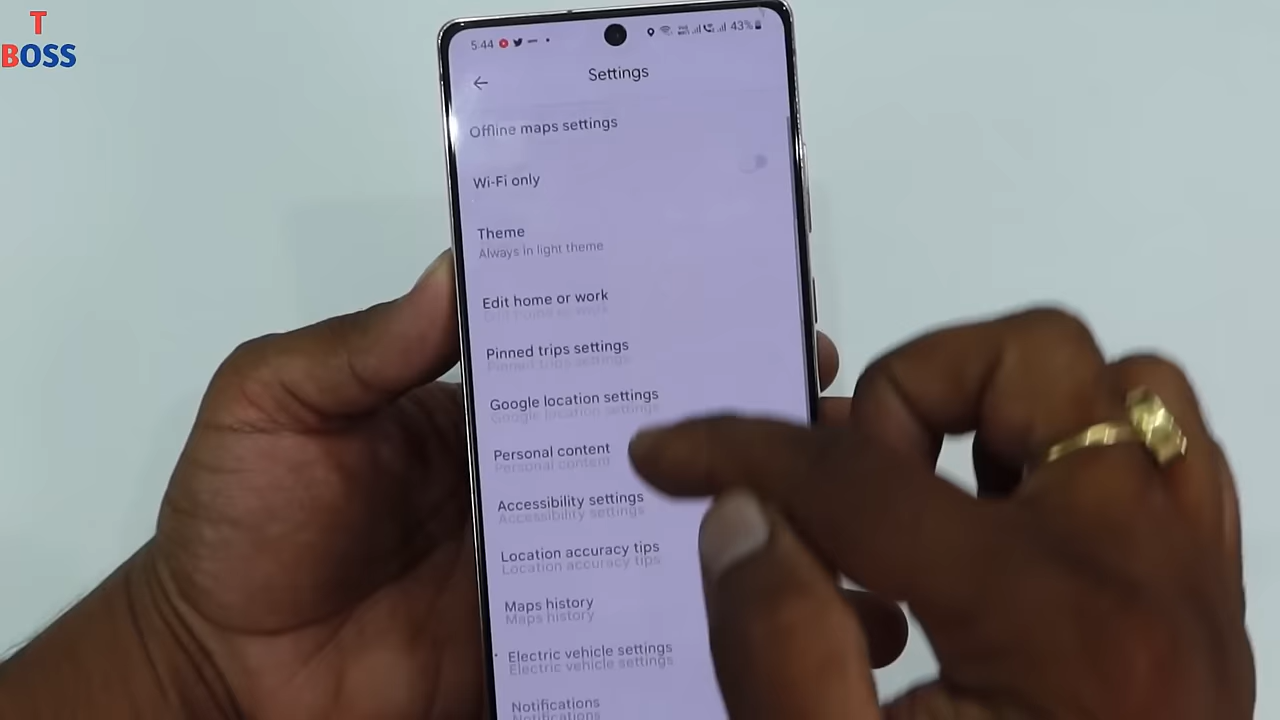 T
BOSS
5:44
43%
Settings
Offline maps settings
Wi-Fi only
Theme
Always in light theme
Edit home or work
Pinned trips settings
Google location settings
Personal content
Accessibility settings
Location accuracy tips
Maps history
Electric vehicle settings
Notifications